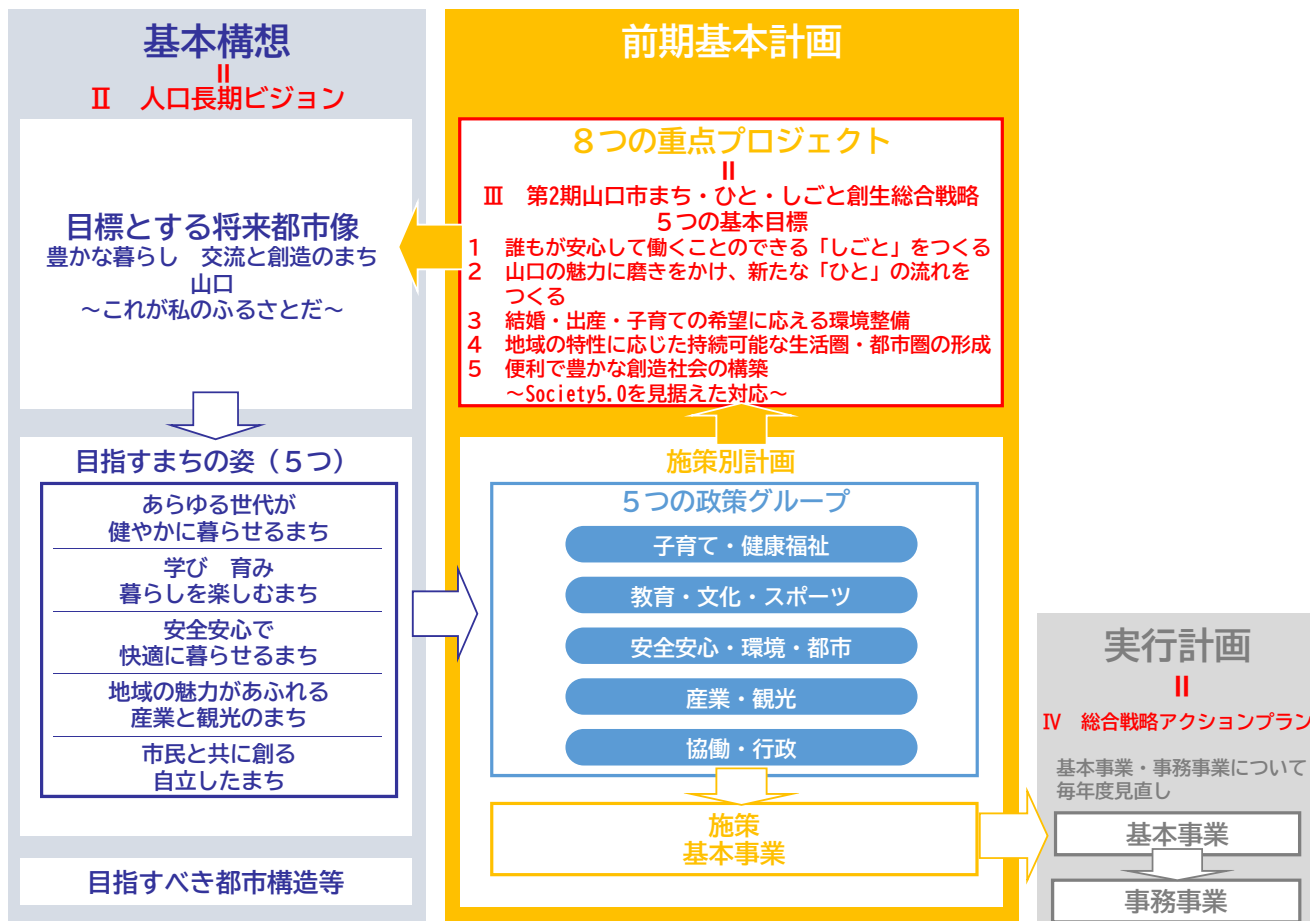 基本構想
=
Ⅱ　人口長期ビジョン
目標とする将来都市像
豊かな暮らし　交流と創造のまち
山口
～これが私のふるさとだ～
目指すまちの姿（５つ）
あらゆる世代が
健やかに暮らせるまち
学び　育み
暮らしを楽しむまち
安全安心で
快適に暮らせるまち
地域の魅力があふれる
産業と観光のまち
市民と共に創る
自立したまち
目指すべき都市構造等
前期基本計画
８つの重点プロジェクト
=
Ⅲ　第2期山口市まち・ひと・しごと創生総合戦略
５つの基本目標
1　誰もが安心して働くことのできる「しごと」をつくる
2　山口の魅力に磨きをかけ、新たな「ひと」の流れを
つくる
3　結婚・出産・子育ての希望に応える環境整備
4　地域の特性に応じた持続可能な生活圏・都市圏の形成
5　便利で豊かな創造社会の構築
～Society5.0を見据えた対応～
施策別計画
５つの政策グループ
子育て・健康福祉
教育・文化・スポーツ
安全安心・環境・都市
産業・観光
協働・行政
施策
基本事業
実行計画
=
Ⅳ　総合戦略アクションプラン
基本事業・事務事業について
毎年度見直し
基本事業
事務事業